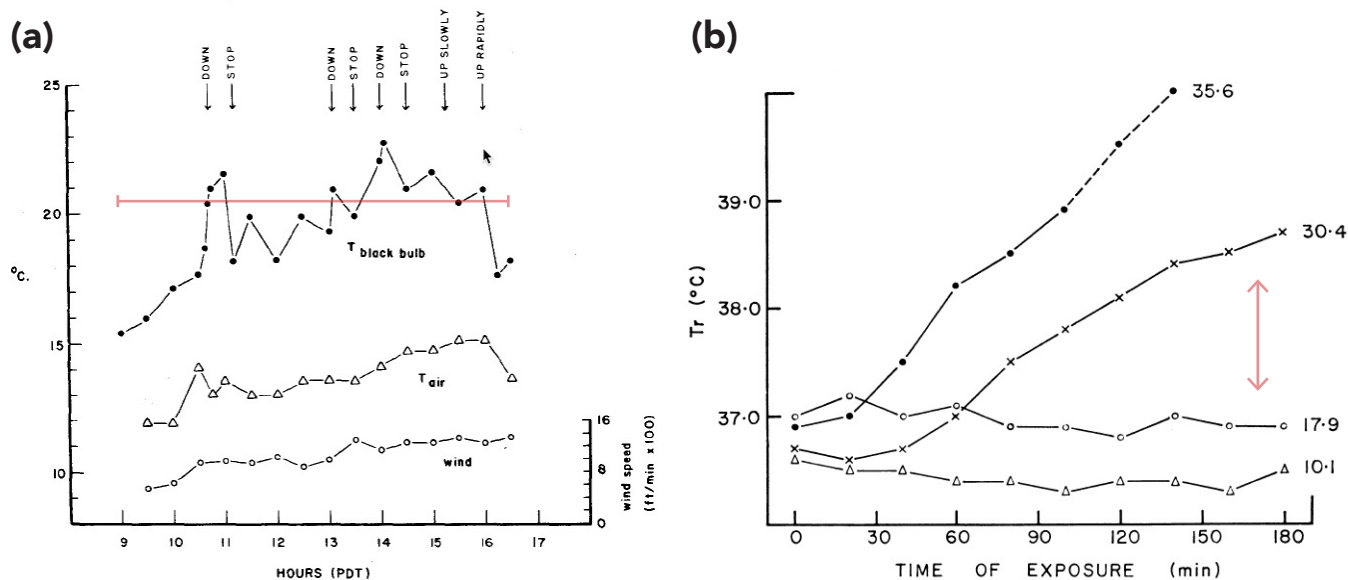 (a)
DOWN
STOP
DOWN
STOP
DOWN
STOP
UP SLOWLY
UP RAPIDLY
25
20
°C.
15
10
T black bulb
T air
wind
16
8
0
wind speed
(ft/min x100)
9 10 11 12 13 14 15 16 17
HOURS (PDT)
(b)
35·6
39·0
30·4
Tr (°C)
38·0
37·0
17·9
10·1
0 30 60 90 120 150 180
TIME OF EXPOSURE (min)